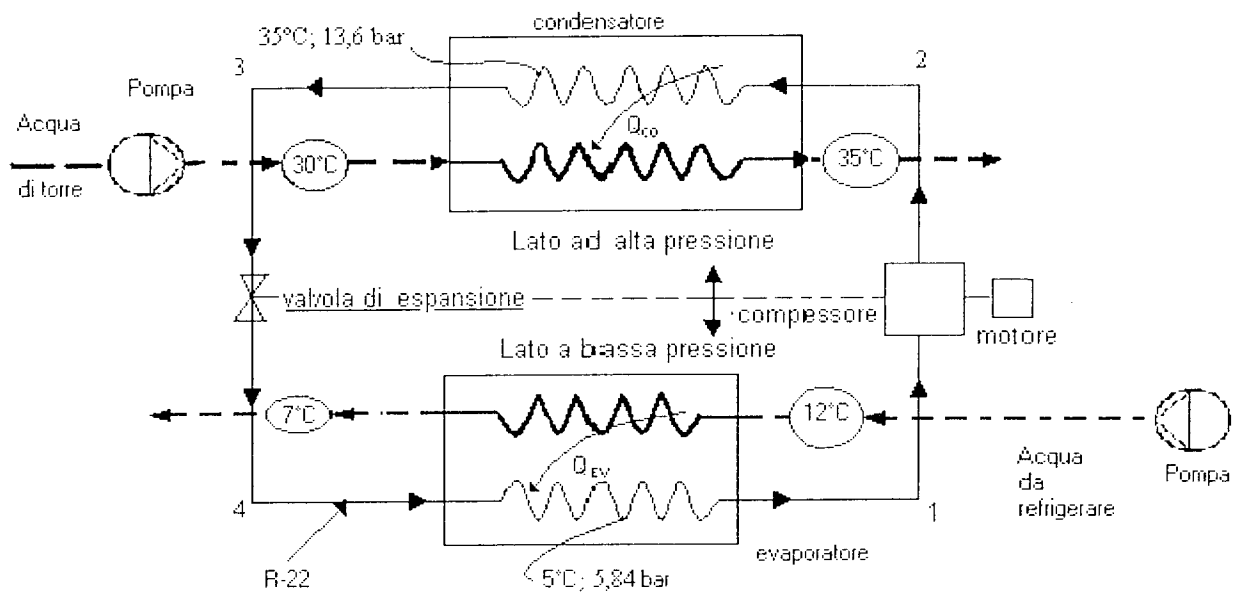 condensatore
35°C; 13,6 bar
3
2
Pompa
Acqua
di torre
30°C
Q_CO
35°C
Lato ad alta pressione
valvola di espansione
compressore
motore
Lato a bassa pressione
7°C
12°C
Q_EV
Acqua
da
refrigerare
Pompa
4
1
R-22
5°C; 5,84 bar
evaporatore